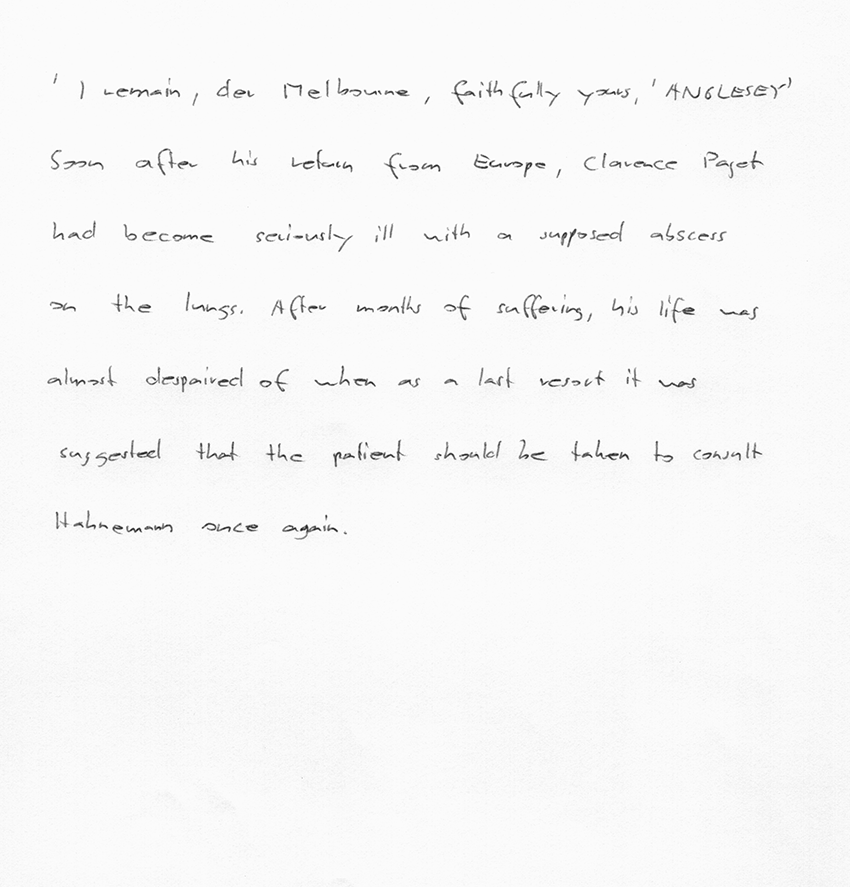 ' I remain, der Melbourne, faithfully yours, 'ANGLESEY'
Soon after his return from Europe, Clarence Paget
had become seriously ill with a supposed abscess
on the lungs. After months of suffering, his life was
almost despaired of when as a last resort it was
suggested that the patient should be taken to consult
Hahnemann once again.